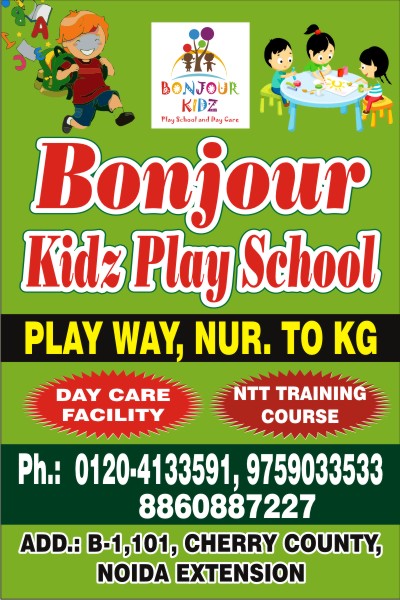 BONJOUR
KIDZ
Play School and Day Care
Bonjour
Kidz Play School
PLAY WAY, NUR. TO KG
DAY CARE
FACILITY
NTT TRAINING
COURSE
Ph.: 0120-4133591, 9759033533
8860887227
ADD.: B-1,101, CHERRY COUNTY,
NOIDA EXTENSION